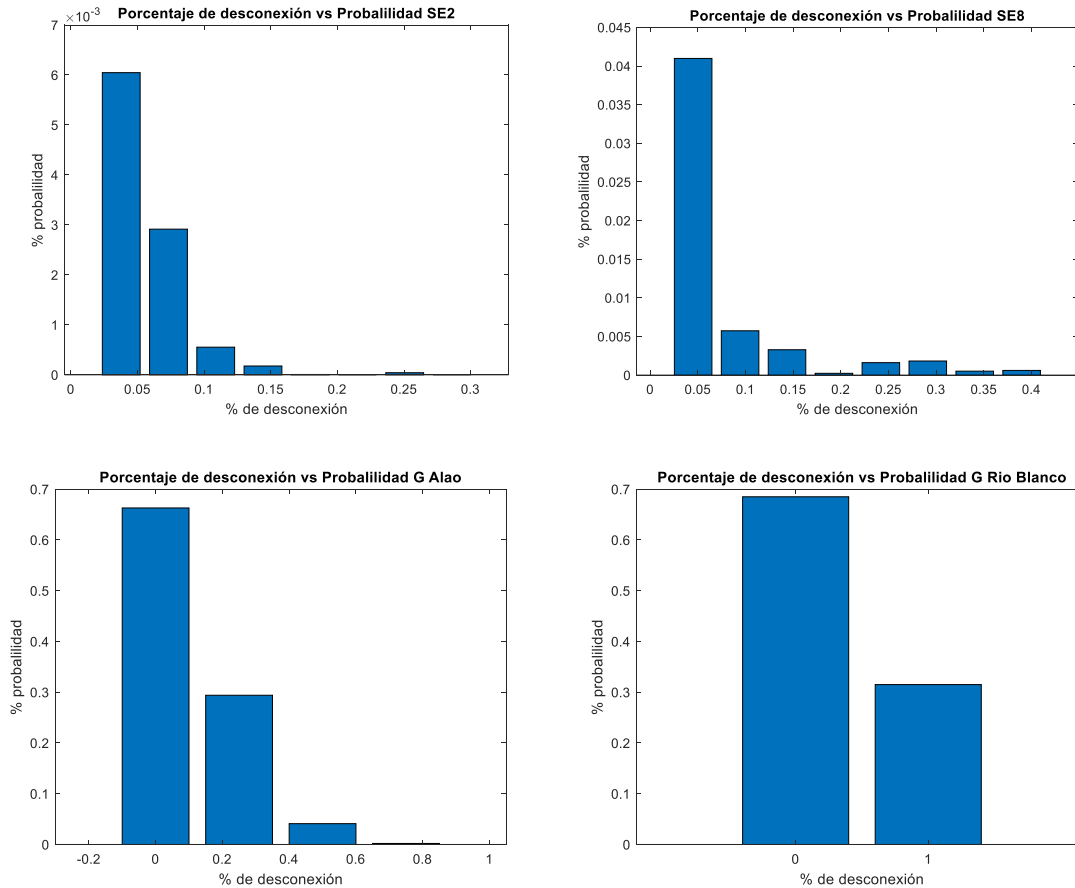 Porcentaje de desconexión vs Probalilidad SE2
7 ×10-3
6
5
4
3
2
1
0
% probalilidad
0 0.05 0.1 0.15 0.2 0.25 0.3
% de desconexión
Porcentaje de desconexión vs Probalilidad SE8
0.045
0.04
0.035
0.03
0.025
0.02
0.015
0.01
0.005
0
% probalilidad
0 0.05 0.1 0.15 0.2 0.25 0.3 0.35 0.4
% de desconexión
Porcentaje de desconexión vs Probalilidad G Alao
0.7
0.6
0.5
0.4
0.3
0.2
0.1
0
% probalilidad
-0.2 0 0.2 0.4 0.6 0.8 1
% de desconexión
Porcentaje de desconexión vs Probalilidad G Rio Blanco
0.7
0.6
0.5
0.4
0.3
0.2
0.1
0
% probalilidad
0 1
% de desconexión